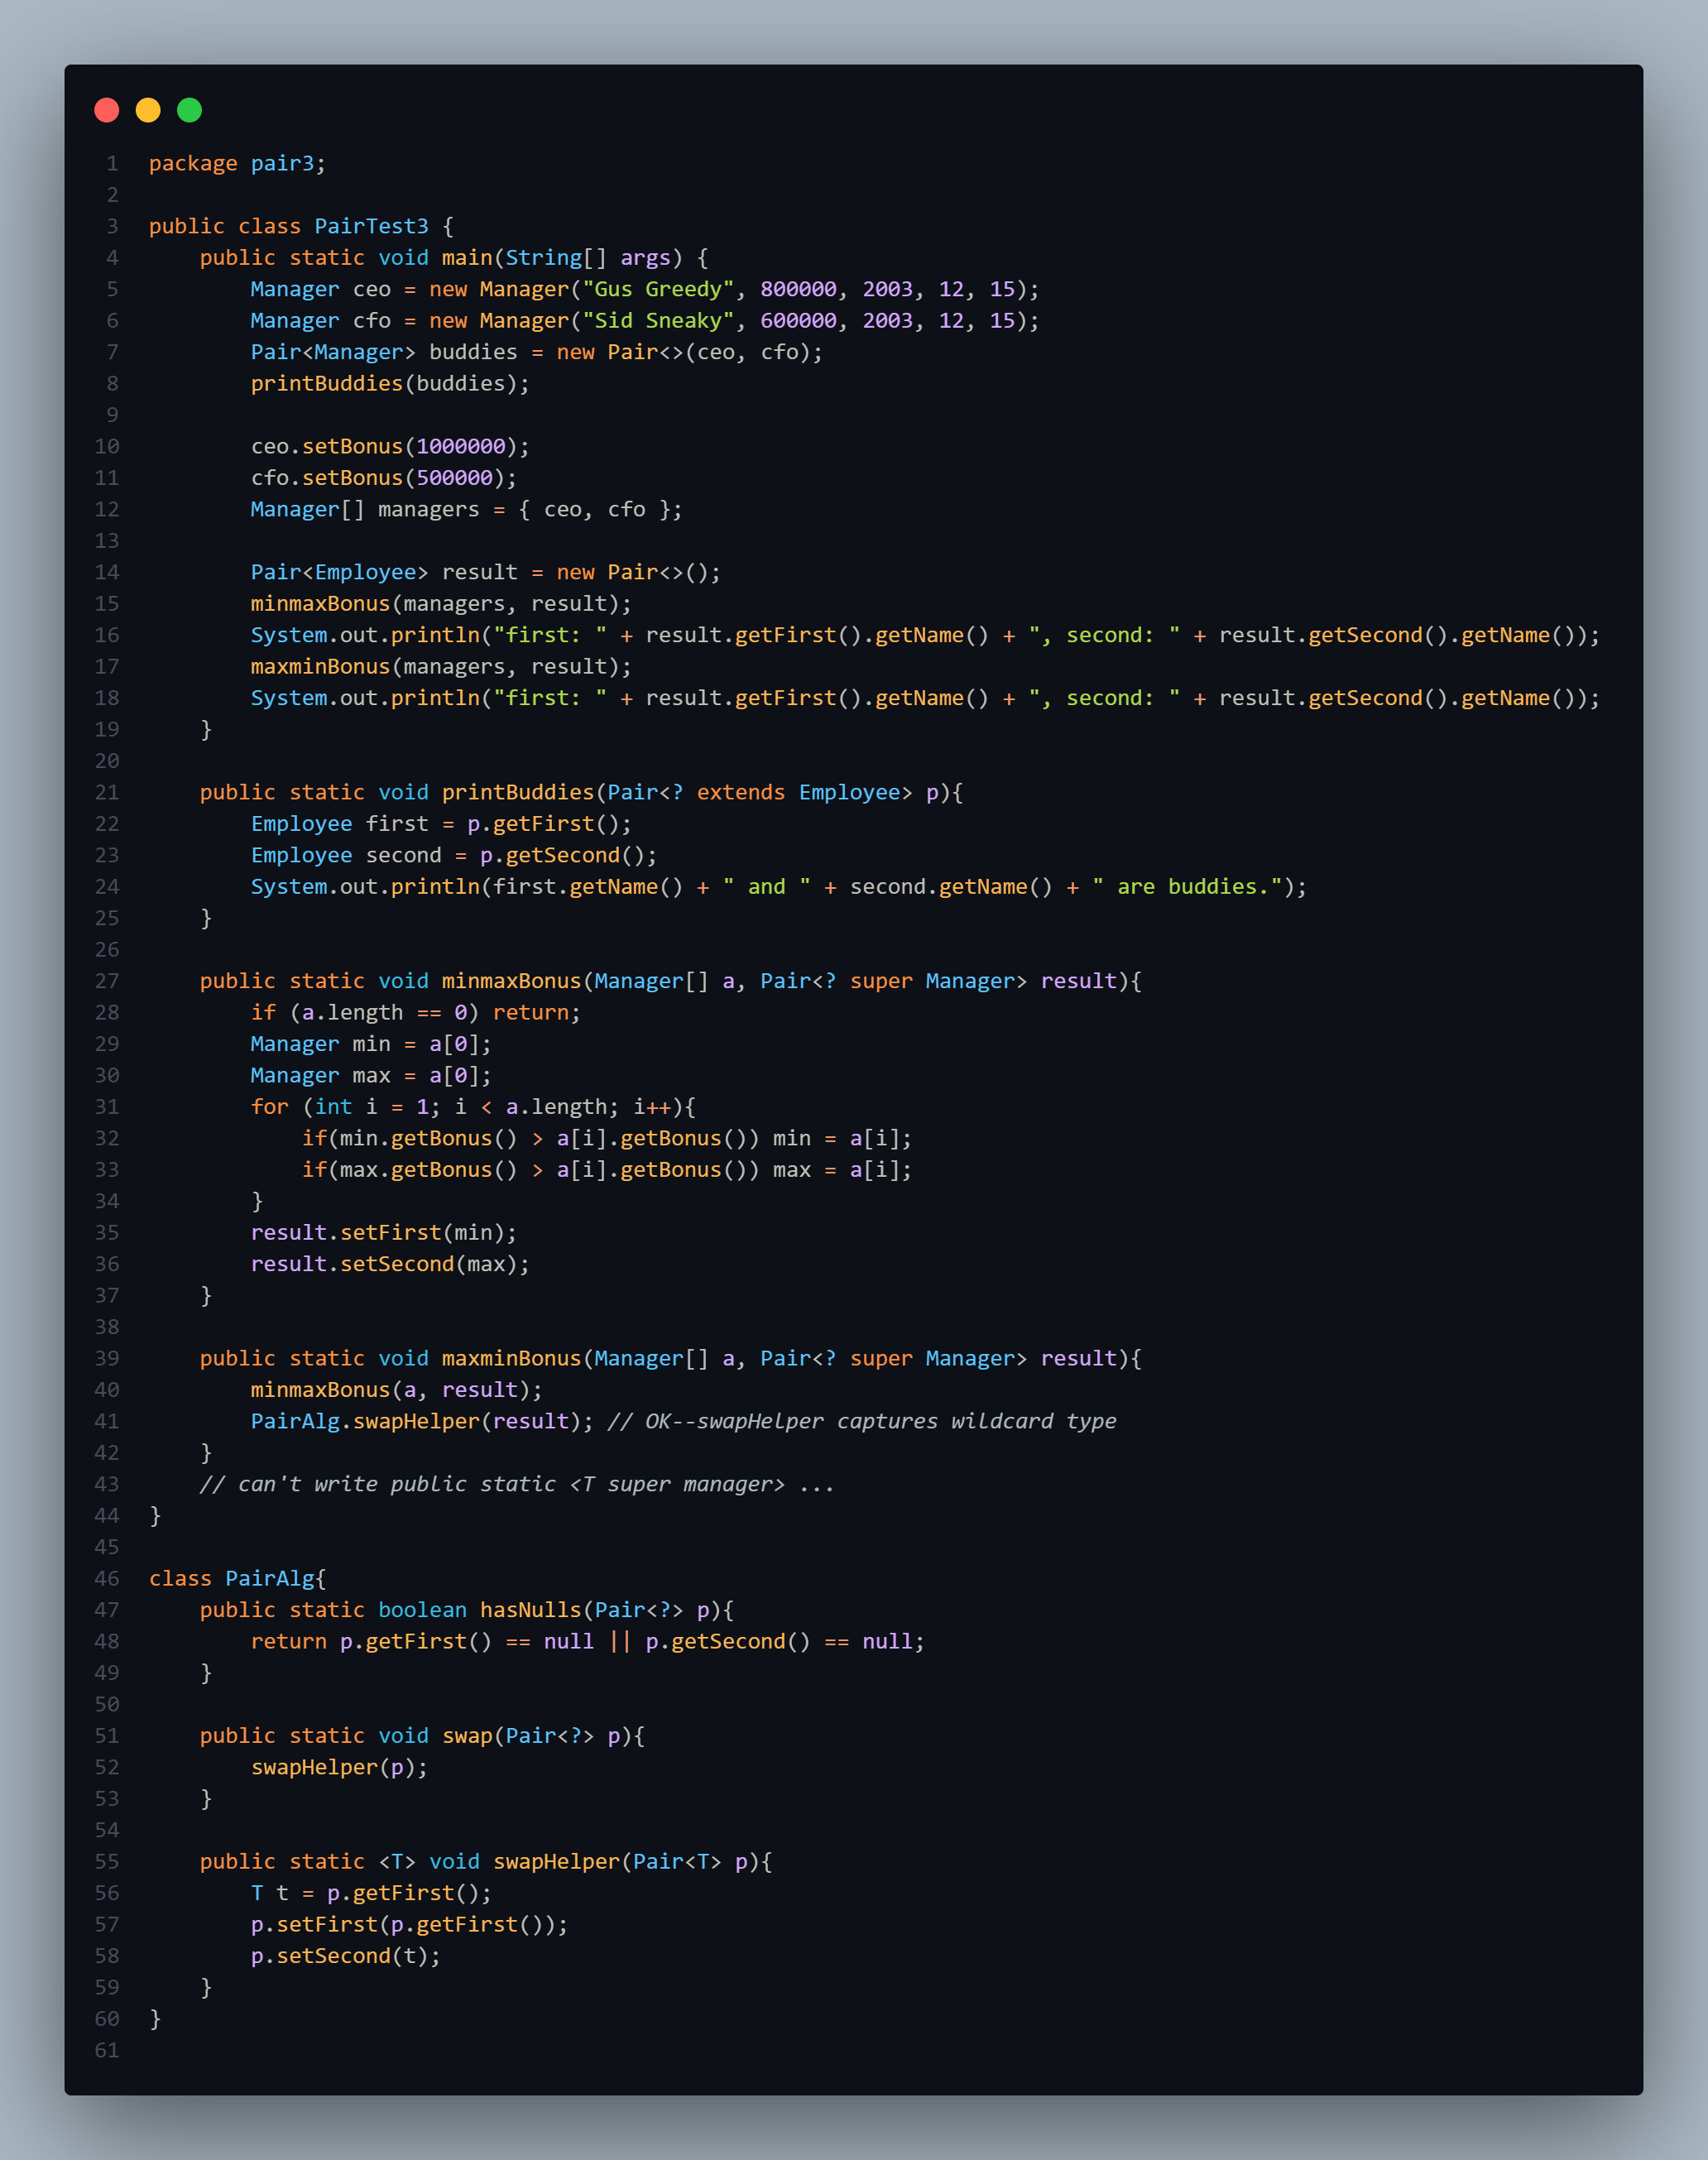 1 package pair3;
2
3 public class PairTest3 {
4     public static void main(String[] args) {
5         Manager ceo = new Manager("Gus Greedy", 800000, 2003, 12, 15);
6         Manager cfo = new Manager("Sid Sneaky", 600000, 2003, 12, 15);
7         Pair<Manager> buddies = new Pair<>(ceo, cfo);
8         printBuddies(buddies);
9
10         ceo.setBonus(1000000);
11         cfo.setBonus(500000);
12         Manager[] managers = { ceo, cfo };
13
14         Pair<Employee> result = new Pair<>();
15         minmaxBonus(managers, result);
16         System.out.println("first: " + result.getFirst().getName() + ", second: " + result.getSecond().getName());
17         maxminBonus(managers, result);
18         System.out.println("first: " + result.getFirst().getName() + ", second: " + result.getSecond().getName());
19     }
20
21     public static void printBuddies(Pair<? extends Employee> p){
22         Employee first = p.getFirst();
23         Employee second = p.getSecond();
24         System.out.println(first.getName() + " and " + second.getName() + " are buddies.");
25     }
26
27     public static void minmaxBonus(Manager[] a, Pair<? super Manager> result){
28         if (a.length == 0) return;
29         Manager min = a[0];
30         Manager max = a[0];
31         for (int i = 1; i < a.length; i++){
32             if(min.getBonus() > a[i].getBonus()) min = a[i];
33             if(max.getBonus() > a[i].getBonus()) max = a[i];
34         }
35         result.setFirst(min);
36         result.setSecond(max);
37     }
38
39     public static void maxminBonus(Manager[] a, Pair<? super Manager> result){
40         minmaxBonus(a, result);
41         PairAlg.swapHelper(result); // OK--swapHelper captures wildcard type
42     }
43     // can't write public static <T super manager> ...
44 }
45
46 class PairAlg{
47     public static boolean hasNulls(Pair<?> p){
48         return p.getFirst() == null || p.getSecond() == null;
49     }
50
51     public static void swap(Pair<?> p){
52         swapHelper(p);
53     }
54
55     public static <T> void swapHelper(Pair<T> p){
56         T t = p.getFirst();
57         p.setFirst(p.getFirst());
58         p.setSecond(t);
59     }
60 }
61